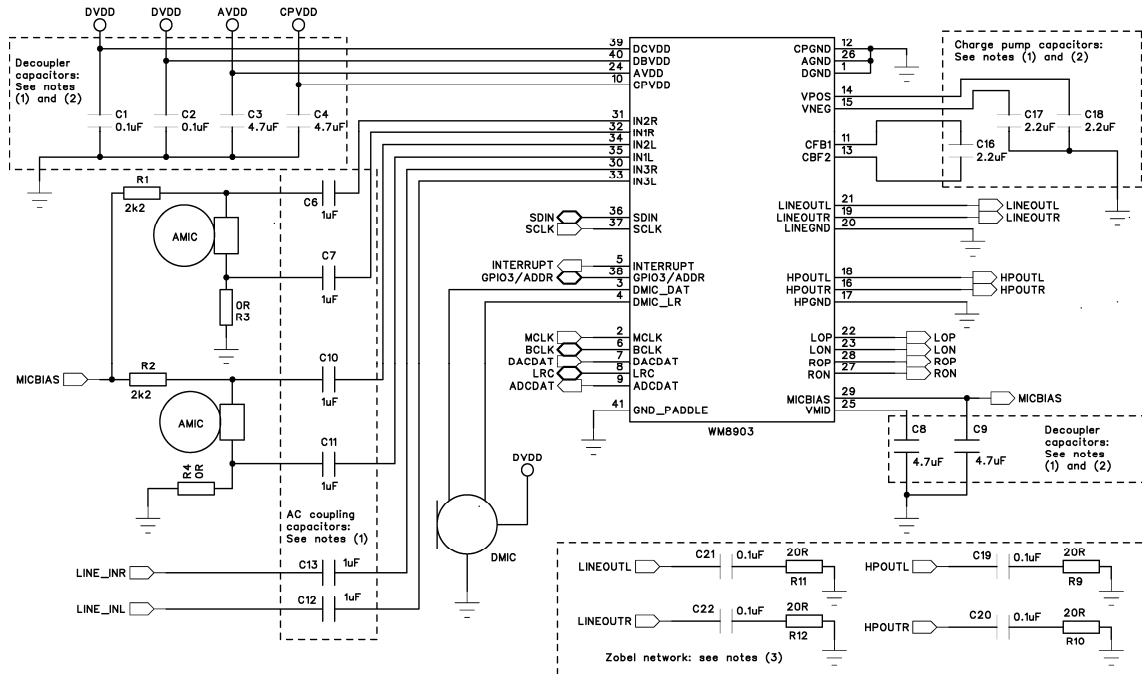 DVDD DVDD AVDD CPVDD
Decoupler
capacitors:
See notes
(1) and (2)
C1
0.1uF
C2
0.1uF
C3
4.7uF
C4
4.7uF
39 DCVDD
40 DBVDD
24 AVDD
10 CPVDD
31 IN2R
32 IN1R
34 IN2L
35 IN1L
30 IN3R
33 IN3L
SDIN 36 SDIN
SCLK 37 SCLK
INTERRUPT 5 INTERRUPT
GPIO3/ADDR 38 GPIO3/ADDR
3 DMIC_DAT
4 DMIC_LR
MCLK 2 MCLK
BCLK 6 BCLK
DACDAT 7 DACDAT
LRC 8 LRC
ADCDAT 9 ADCDAT
41 GND_PADDLE
WM8903
CPGND 12
AGND 26
DGND 1
VPOS 14
VNEG 15
CFB1 11
CBF2 13
LINEOUTL 21 LINEOUTL
LINEOUTR 19 LINEOUTR
LINEGND 20
HPOUTL 18 HPOUTL
HPOUTR 16 HPOUTR
HPGND 17
LOP 22 LOP
LON 23 LON
ROP 28 ROP
RON 27 RON
MICBIAS 29 MICBIAS
VMID 25
Charge pump capacitors:
See notes (1) and (2)
C17
2.2uF
C18
2.2uF
C16
2.2uF
C8
4.7uF
C9
4.7uF
Decoupler
capacitors:
See notes
(1) and (2)
R1
2k2
AMIC
0R
R3
C6
1uF
C7
1uF
MICBIAS
R2
2k2
AMIC
R4
0R
C10
1uF
C11
1uF
AC coupling
capacitors:
See notes (1)
LINE_INR C13 1uF
LINE_INL C12 1uF
DVDD
DMIC
LINEOUTL C21 0.1uF 20R R11
HPOUTL C19 0.1uF 20R R9
LINEOUTR C22 0.1uF 20R R12
HPOUTR C20 0.1uF 20R R10
Zobel network: see notes (3)